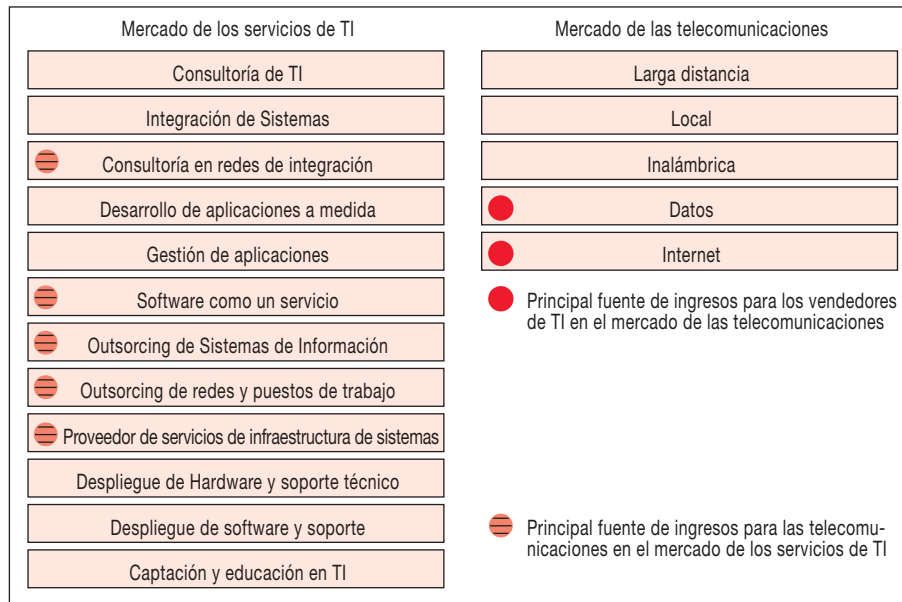 Mercado de los servicios de TI
Consultoría de TI
Integración de Sistemas
Consultoría en redes de integración
Desarrollo de aplicaciones a medida
Gestión de aplicaciones
Software como un servicio
Outsorcing de Sistemas de Información
Outsorcing de redes y puestos de trabajo
Proveedor de servicios de infraestructura de sistemas
Despliegue de Hardware y soporte técnico
Despliegue de software y soporte
Captación y educación en TI
Mercado de las telecomunicaciones
Larga distancia
Local
Inalámbrica
Datos
Internet
Principal fuente de ingresos para los vendedores
de TI en el mercado de las telecomunicaciones
Principal fuente de ingresos para las telecomu-
nicaciones en el mercado de los servicios de TI